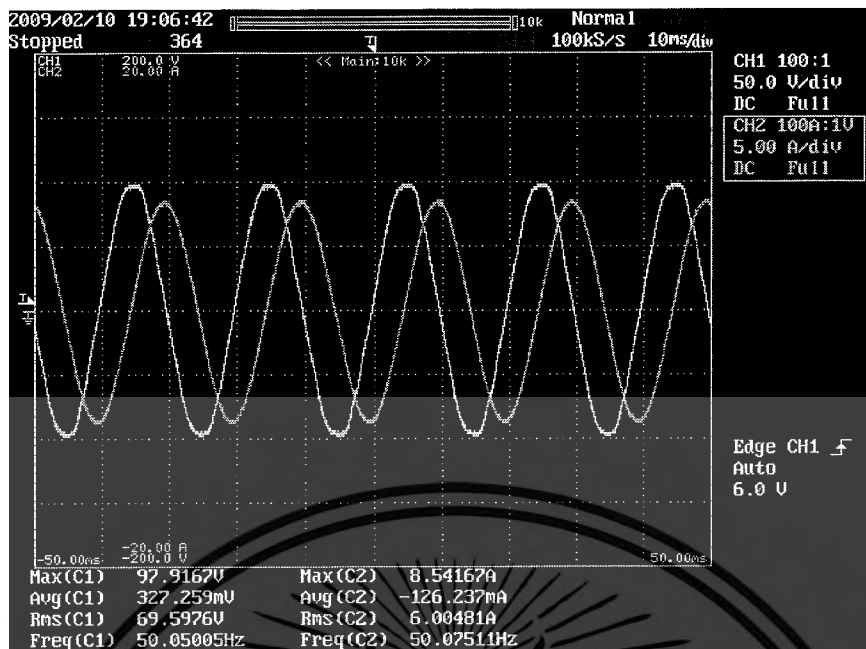 2009/02/10 19:06:42 10k Normal
Stopped 364 100kS/s 10ms/div
CH1 200.0 V << Main:10k >>
CH2 20.00 A
CH1 100:1
50.0 V/div
DC Full
CH2 100A:1V
5.00 A/div
DC Full
Edge CH1
Auto
6.0 V
-20.00 A
-50.00ms -200.0 V 50.00ms
Max(C1) 97.9167V Max(C2) 8.54167A
Avg(C1) 327.259mV Avg(C2) -126.237mA
Rms(C1) 69.5976V Rms(C2) 6.00481A
Freq(C1) 50.05005Hz Freq(C2) 50.07511Hz